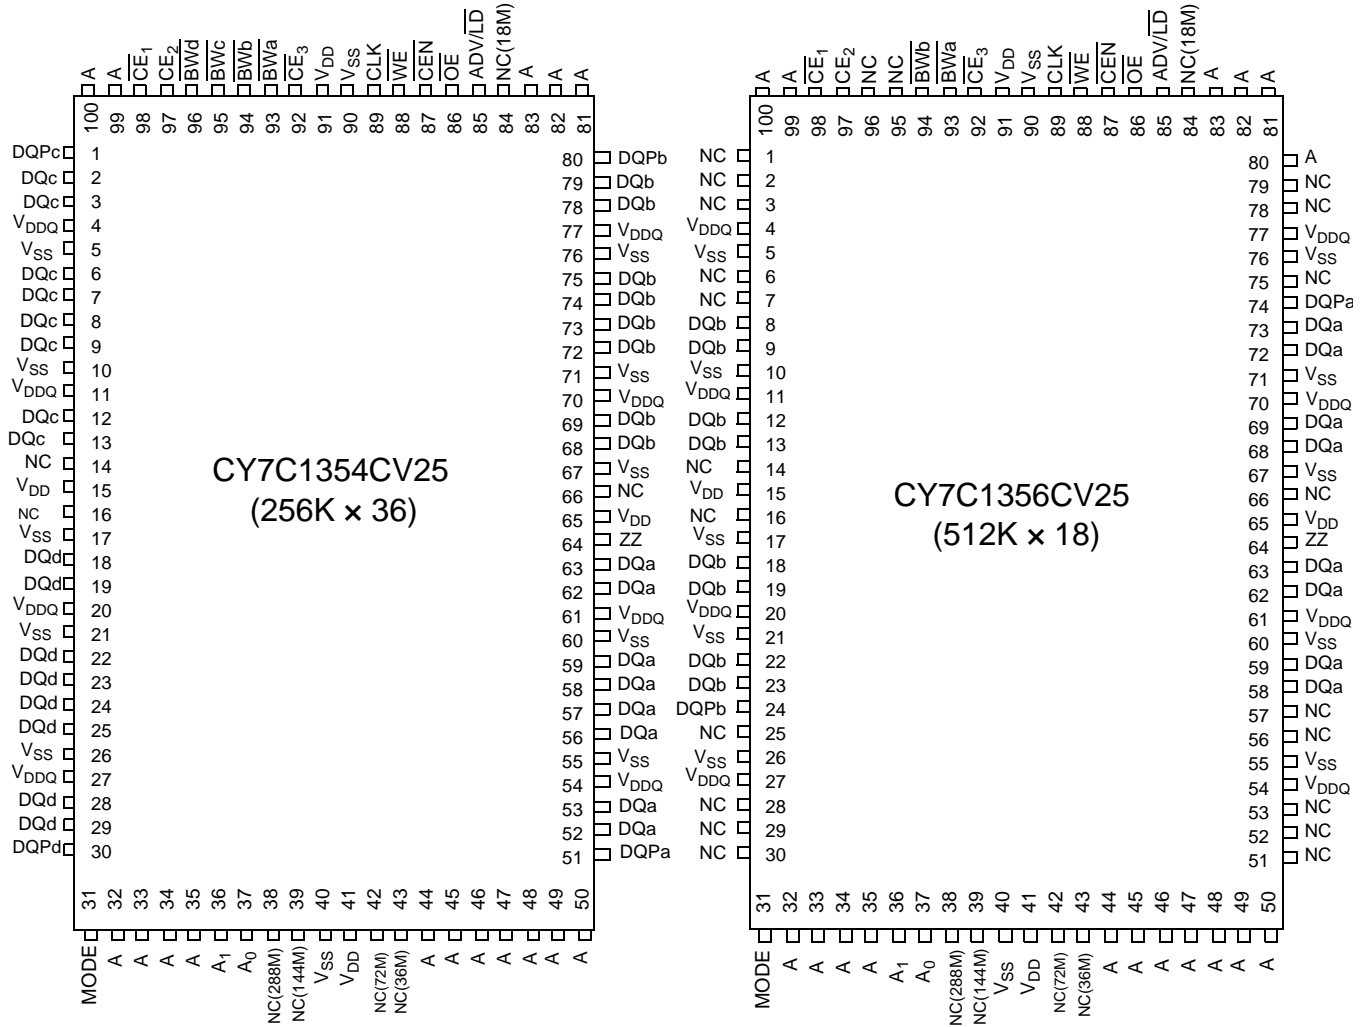 A A CE1 CE2 BWd BWc BWb BWa CE3 VDD VSS CLK WE CEN OE ADV/LD NC(18M) A A A
100 99 98 97 96 95 94 93 92 91 90 89 88 87 86 85 84 83 82 81
DQPc 1
DQc 2
DQc 3
VDDQ 4
VSS 5
DQc 6
DQc 7
DQc 8
DQc 9
VSS 10
VDDQ 11
DQc 12
DQc 13
NC 14
VDD 15
NC 16
VSS 17
DQd 18
DQd 19
VDDQ 20
VSS 21
DQd 22
DQd 23
DQd 24
DQd 25
VSS 26
VDDQ 27
DQd 28
DQd 29
DQPd 30
CY7C1354CV25
(256K × 36)
80 DQPb
79 DQb
78 DQb
77 VDDQ
76 VSS
75 DQb
74 DQb
73 DQb
72 DQb
71 VSS
70 VDDQ
69 DQb
68 DQb
67 VSS
66 NC
65 VDD
64 ZZ
63 DQa
62 DQa
61 VDDQ
60 VSS
59 DQa
58 DQa
57 DQa
56 DQa
55 VSS
54 VDDQ
53 DQa
52 DQa
51 DQPa
31 32 33 34 35 36 37 38 39 40 41 42 43 44 45 46 47 48 49 50
MODE A A A A A1 A0 NC(288M) NC(144M) VSS VDD NC(72M) NC(36M) A A A A A A A
A A CE1 CE2 NC NC BWb BWa CE3 VDD VSS CLK WE CEN OE ADV/LD NC(18M) A A A
100 99 98 97 96 95 94 93 92 91 90 89 88 87 86 85 84 83 82 81
NC 1
NC 2
NC 3
VDDQ 4
VSS 5
NC 6
NC 7
DQb 8
DQb 9
VSS 10
VDDQ 11
DQb 12
DQb 13
NC 14
VDD 15
NC 16
VSS 17
DQb 18
DQb 19
VDDQ 20
VSS 21
DQb 22
DQb 23
DQPb 24
NC 25
VSS 26
VDDQ 27
NC 28
NC 29
NC 30
CY7C1356CV25
(512K × 18)
80 A
79 NC
78 NC
77 VDDQ
76 VSS
75 NC
74 DQPa
73 DQa
72 DQa
71 VSS
70 VDDQ
69 DQa
68 DQa
67 VSS
66 NC
65 VDD
64 ZZ
63 DQa
62 DQa
61 VDDQ
60 VSS
59 DQa
58 DQa
57 NC
56 NC
55 VSS
54 VDDQ
53 NC
52 NC
51 NC
31 32 33 34 35 36 37 38 39 40 41 42 43 44 45 46 47 48 49 50
MODE A A A A A1 A0 NC(288M) NC(144M) VSS VDD NC(72M) NC(36M) A A A A A A A